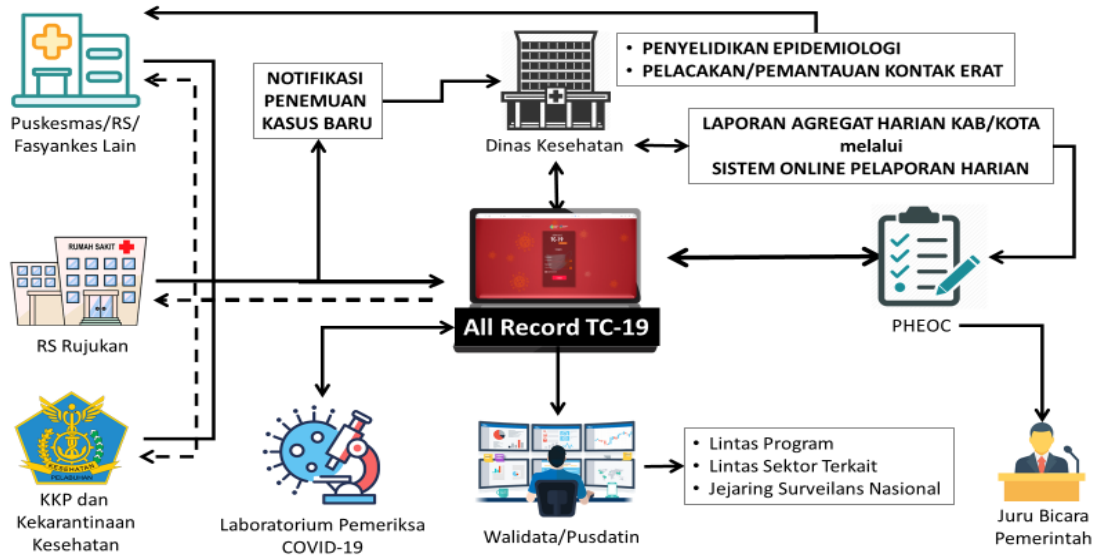 • PENYELIDIKAN EPIDEMIOLOGI
• PELACAKAN/PEMANTAUAN KONTAK ERAT
NOTIFIKASI
PENEMUAN
KASUS BARU
Puskesmas/RS/
Fasyankes Lain
Dinas Kesehatan
LAPORAN AGREGAT HARIAN KAB/KOTA
melalui
SISTEM ONLINE PELAPORAN HARIAN
RUMAH SAKIT
RS Rujukan
TC-19
All Record TC-19
PHEOC
KESEHATAN
PELABUHAN
KKP dan
Kekarantinaan
Kesehatan
Laboratorium Pemeriksa
COVID-19
Walidata/Pusdatin
• Lintas Program
• Lintas Sektor Terkait
• Jejaring Surveilans Nasional
Juru Bicara
Pemerintah